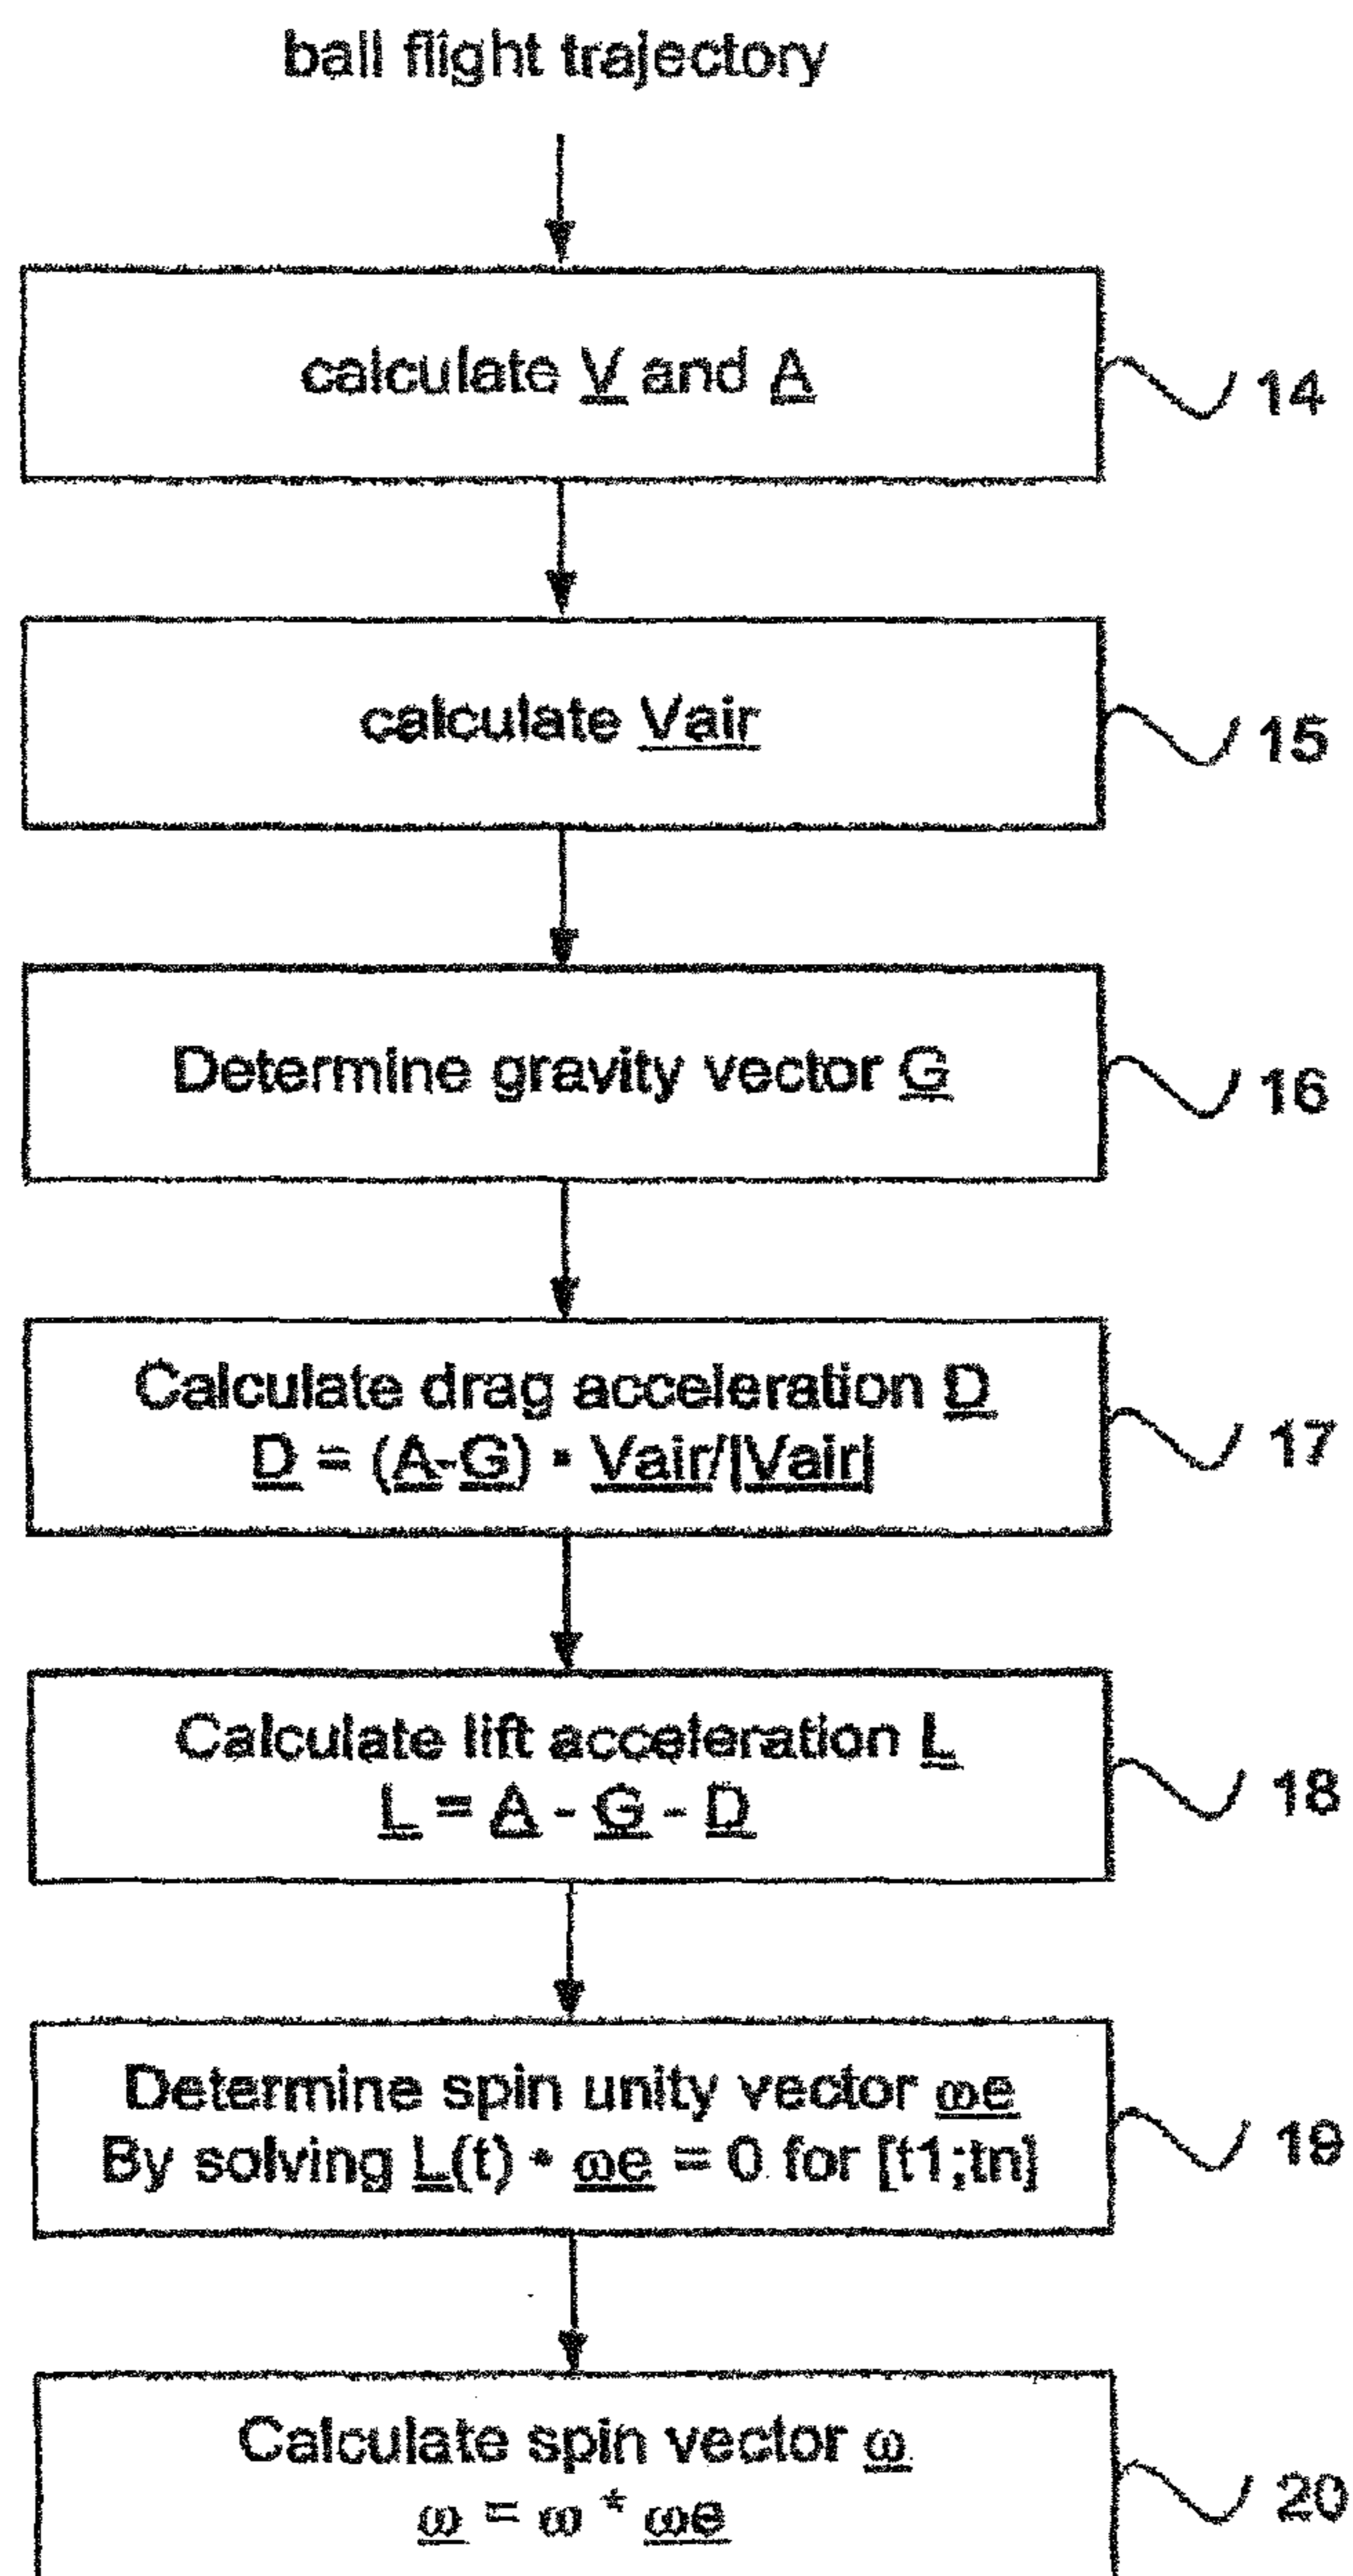 ball flight trajectory
calculate V and A
14
calculate Vair
15
Determine gravity vector G
16
Calculate drag acceleration D
D = (A-G) • Vair/|Vair|
17
Calculate lift acceleration L
L = A - G - D
18
Determine spin unity vector ωe
By solving L(t) * ωe = 0 for [t1;tn]
19
Calculate spin vector ω
ω = ω * ωe
20